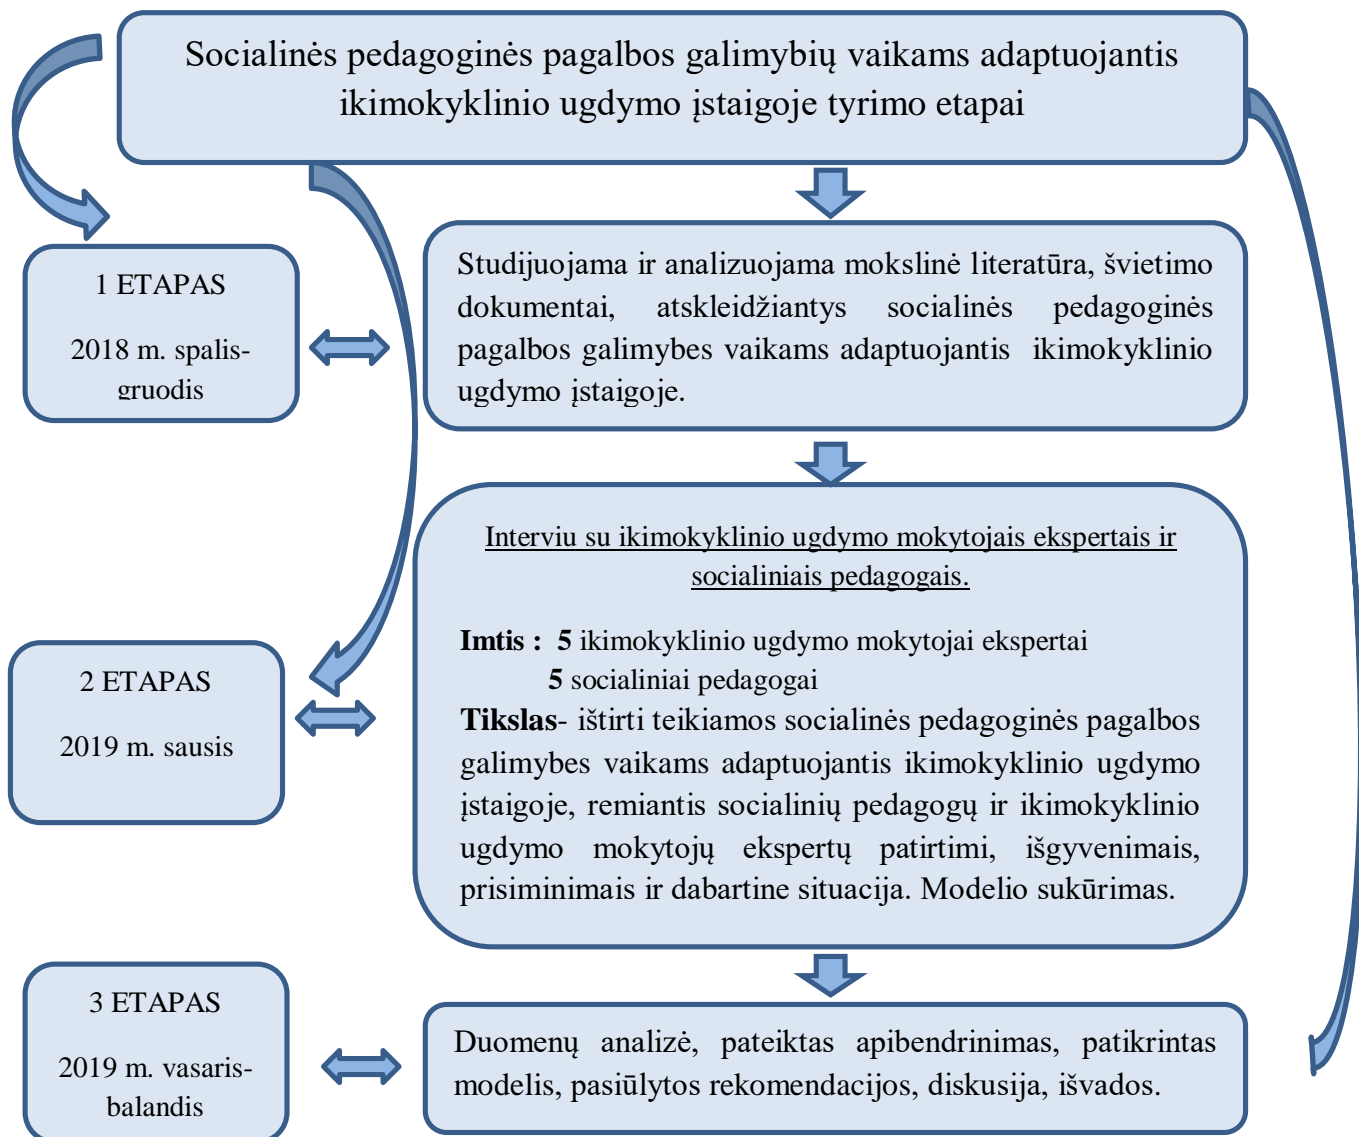 Socialinės pedagoginės pagalbos galimybių vaikams adaptuojantis
ikimokyklinio ugdymo įstaigoje tyrimo etapai
1 ETAPAS
2018 m. spalis-
gruodis
Studijuojama ir analizuojama mokslinė literatūra, švietimo
dokumentai, atskleidžiantys socialinės pedagoginės
pagalbos galimybes vaikams adaptuojantis ikimokyklinio
ugdymo įstaigoje.
2 ETAPAS
2019 m. sausis
Interviu su ikimokyklinio ugdymo mokytojais ekspertais ir
socialiniais pedagogais.
Imtis : 5 ikimokyklinio ugdymo mokytojai ekspertai
5 socialiniai pedagogai
Tikslas- ištirti teikiamos socialinės pedagoginės pagalbos
galimybes vaikams adaptuojantis ikimokyklinio ugdymo
įstaigoje, remiantis socialinių pedagogų ir ikimokyklinio
ugdymo mokytojų ekspertų patirtimi, išgyvenimais,
prisiminimais ir dabartine situacija. Modelio sukūrimas.
3 ETAPAS
2019 m. vasaris-
balandis
Duomenų analizė, pateiktas apibendrinimas, patikrintas
modelis, pasiūlytos rekomendacijos, diskusija, išvados.